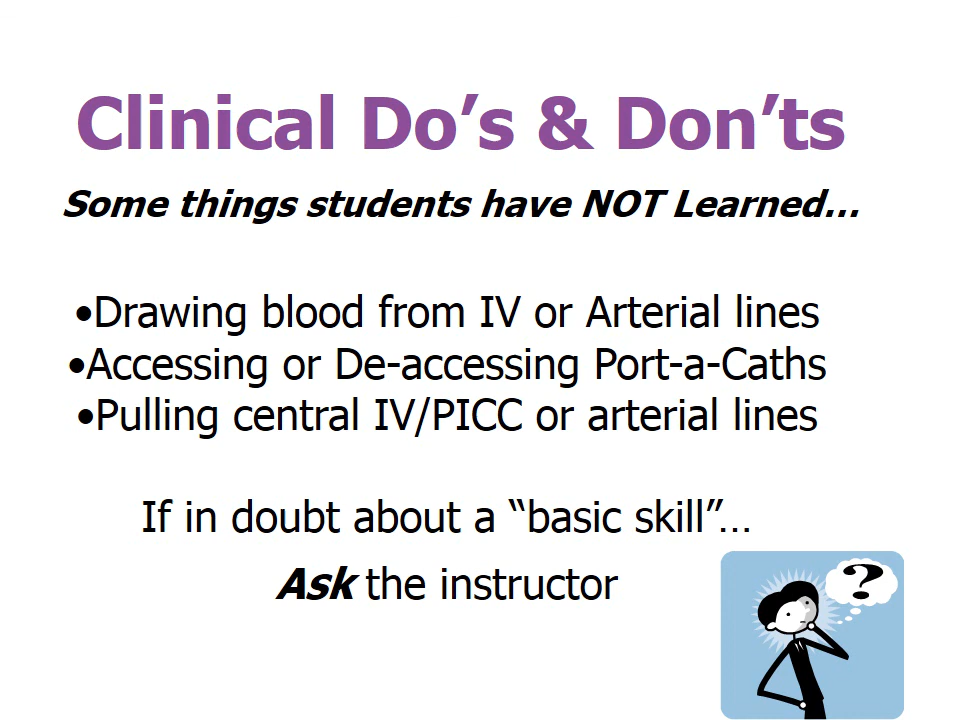 Clinical Do’s & Don’ts
Some things students have NOT Learned…
•Drawing blood from IV or Arterial lines
•Accessing or De-accessing Port-a-Caths
•Pulling central IV/PICC or arterial lines
If in doubt about a “basic skill”…
Ask the instructor
?